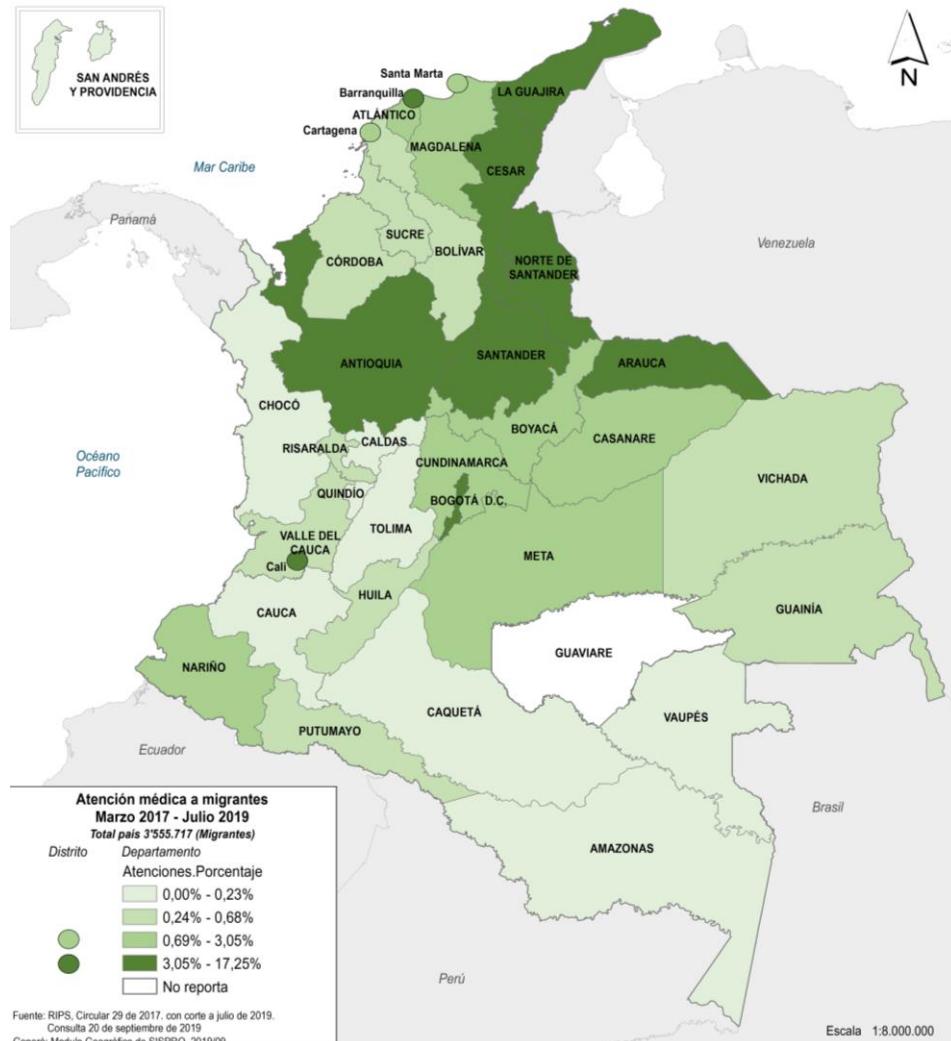 SAN ANDRÉS
Y PROVIDENCIA
N
Santa Marta
Barranquilla
LA GUAJIRA
ATLÁNTICO
Cartagena
MAGDALENA
CESAR
Mar Caribe
Panamá
Venezuela
SUCRE
BOLÍVAR
CÓRDOBA
NORTE DE
SANTANDER
ANTIOQUIA
SANTANDER
ARAUCA
CHOCÓ
BOYACÁ
CASANARE
CALDAS
RISARALDA
CUNDINAMARCA
Océano
Pacífico
VICHADA
QUINDÍO
BOGOTÁ D.C.
TOLIMA
VALLE DEL
CAUCA
META
Cali
HUILA
CAUCA
GUAINÍA
GUAVIARE
NARIÑO
CAQUETÁ
VAUPÉS
PUTUMAYO
Ecuador
Brasil
AMAZONAS
Perú
Atención médica a migrantes
Marzo 2017 - Julio 2019
Total país 3'555.717 (Migrantes)
Distrito Departamento
Atenciones.Porcentaje
0,00% - 0,23%
0,24% - 0,68%
0,69% - 3,05%
3,05% - 17,25%
No reporta
Fuente: RIPS, Circular 29 de 2017. con corte a julio de 2019.
Consulta 20 de septiembre de 2019
Escala 1:8.000.000